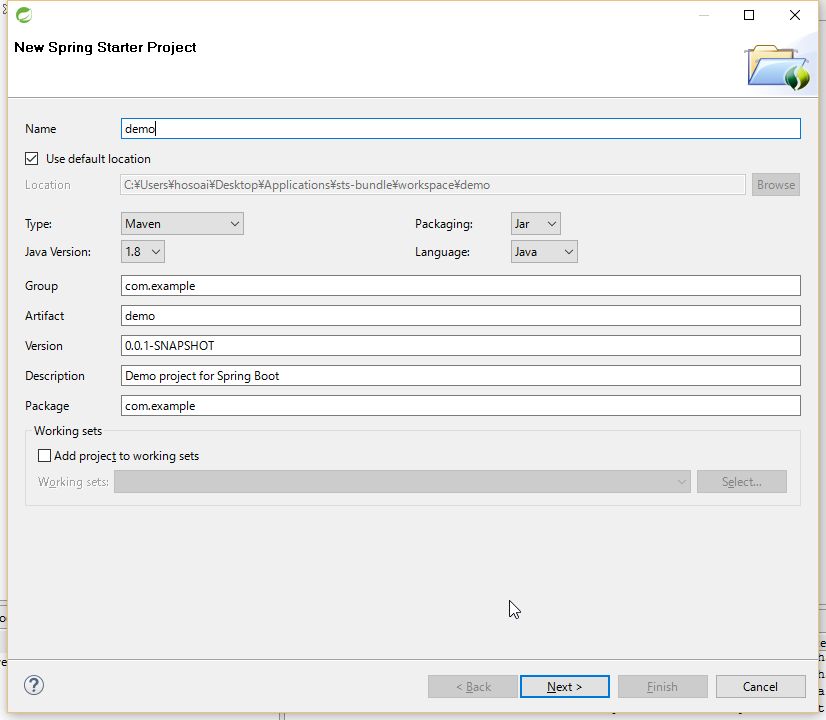 New Spring Starter Project
Name demo
Use default location
Location C:¥Users¥hosoai¥Desktop¥Applications¥sts-bundle¥workspace¥demo Browse
Type: Maven Packaging: Jar
Java Version: 1.8 Language: Java
Group com.example
Artifact demo
Version 0.0.1-SNAPSHOT
Description Demo project for Spring Boot
Package com.example
Working sets
Add project to working sets
Working sets: Select...
? < Back Next > Finish Cancel